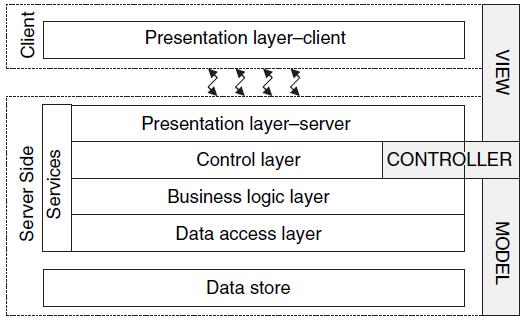 Client
Presentation layer–client
VIEW
Server Side
Services
Presentation layer–server
Control layer
CONTROLLER
Business logic layer
Data access layer
MODEL
Data store